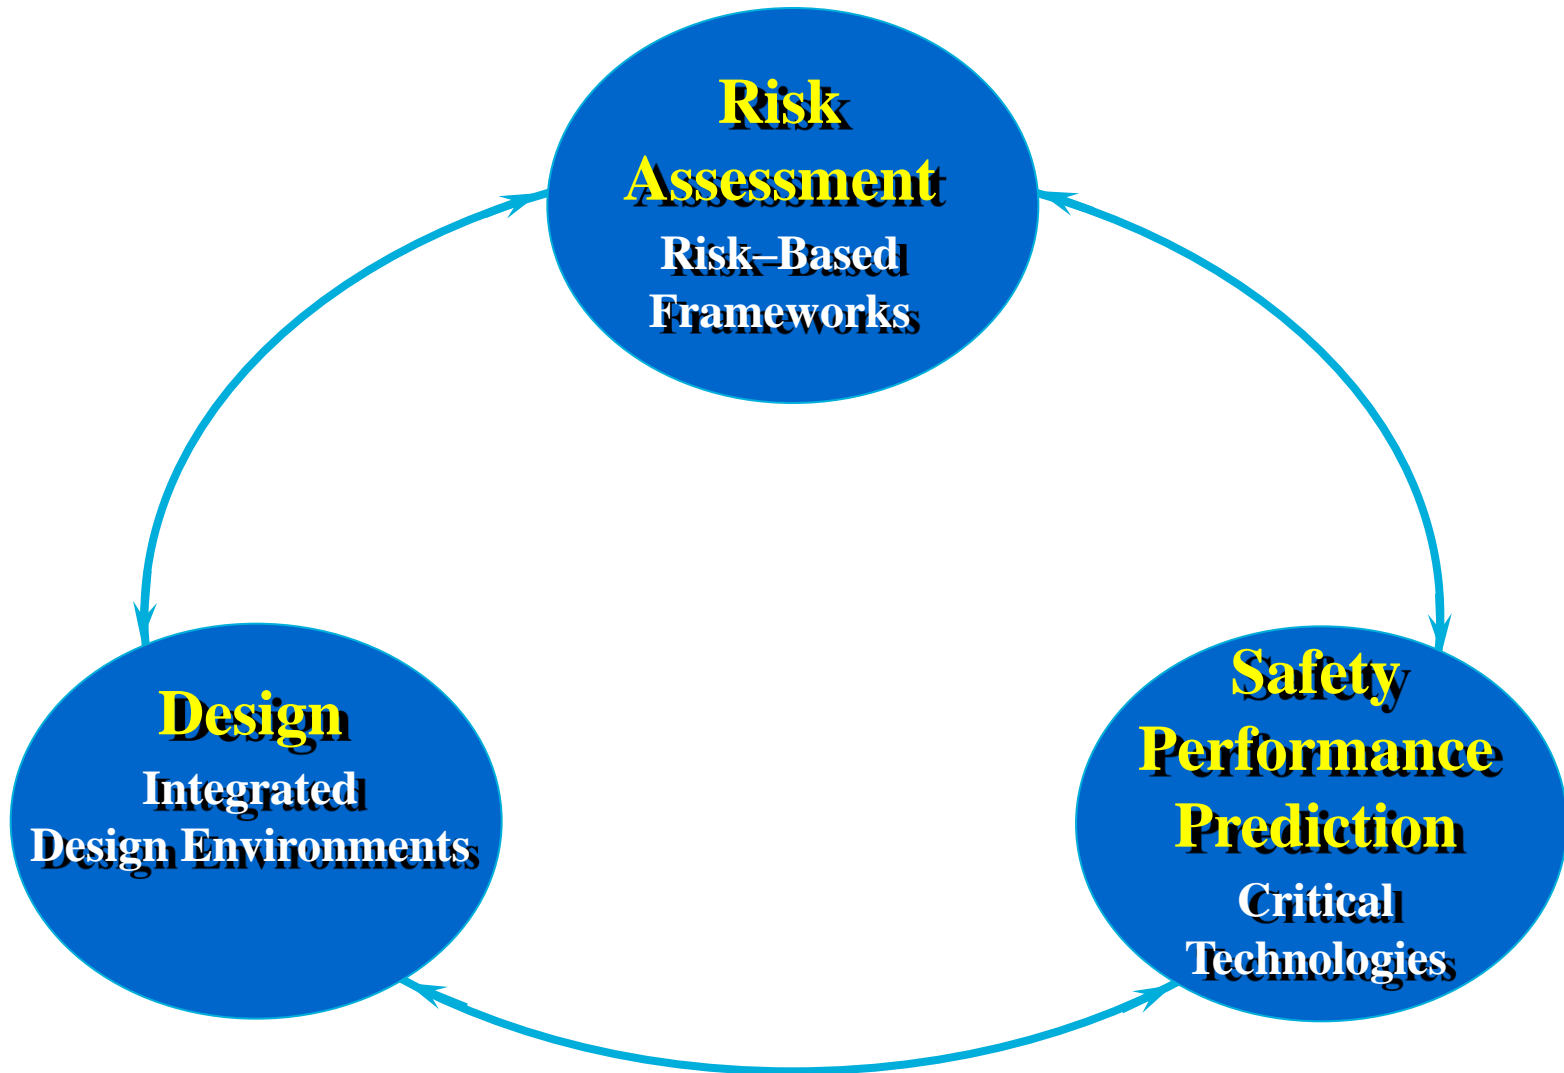 Risk
Assessment
Risk–Based
Frameworks
Design
Integrated
Design Environments
Safety
Performance
Prediction
Critical
Technologies